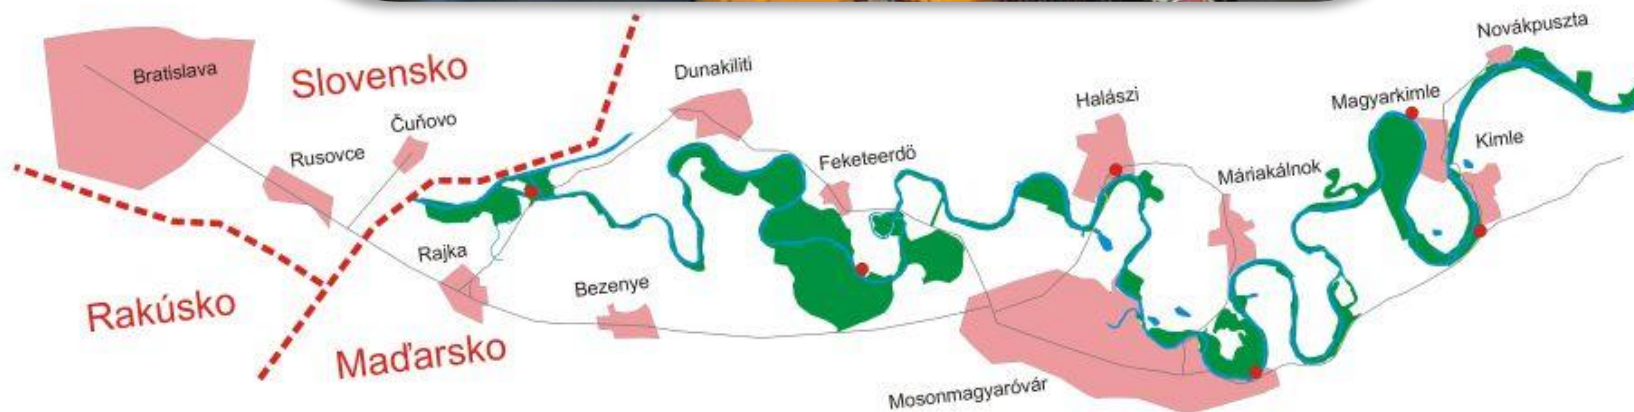 Novákpuszta
Slovensko
Dunakiliti
Bratislava
Halászi
Magyarkimle
Čuňovo
Rusovce
Feketeerdö
Kimle
Máriakálnok
Rajka
Bezenye
Rakúsko
Maďarsko
Mosonmagyaróvár